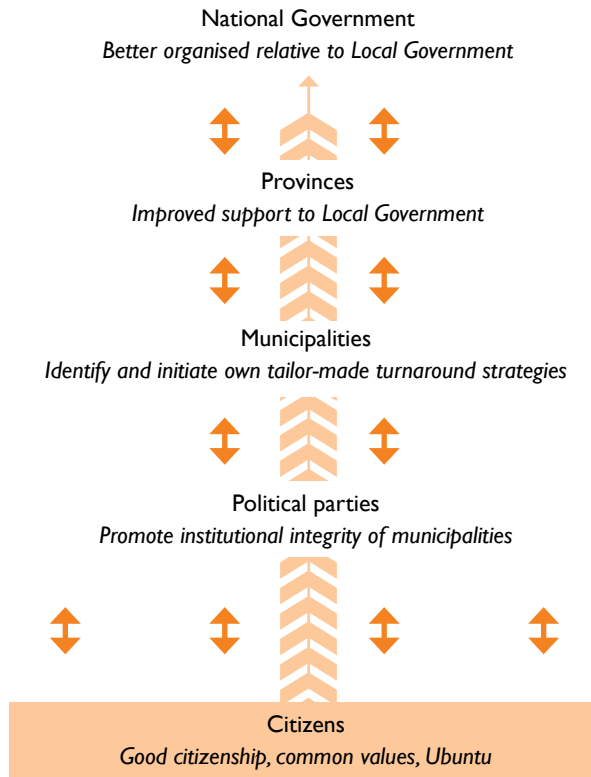 National Government
Better organised relative to Local Government
Provinces
Improved support to Local Government
Municipalities
Identify and initiate own tailor-made turnaround strategies
Political parties
Promote institutional integrity of municipalities
Citizens
Good citizenship, common values, Ubuntu